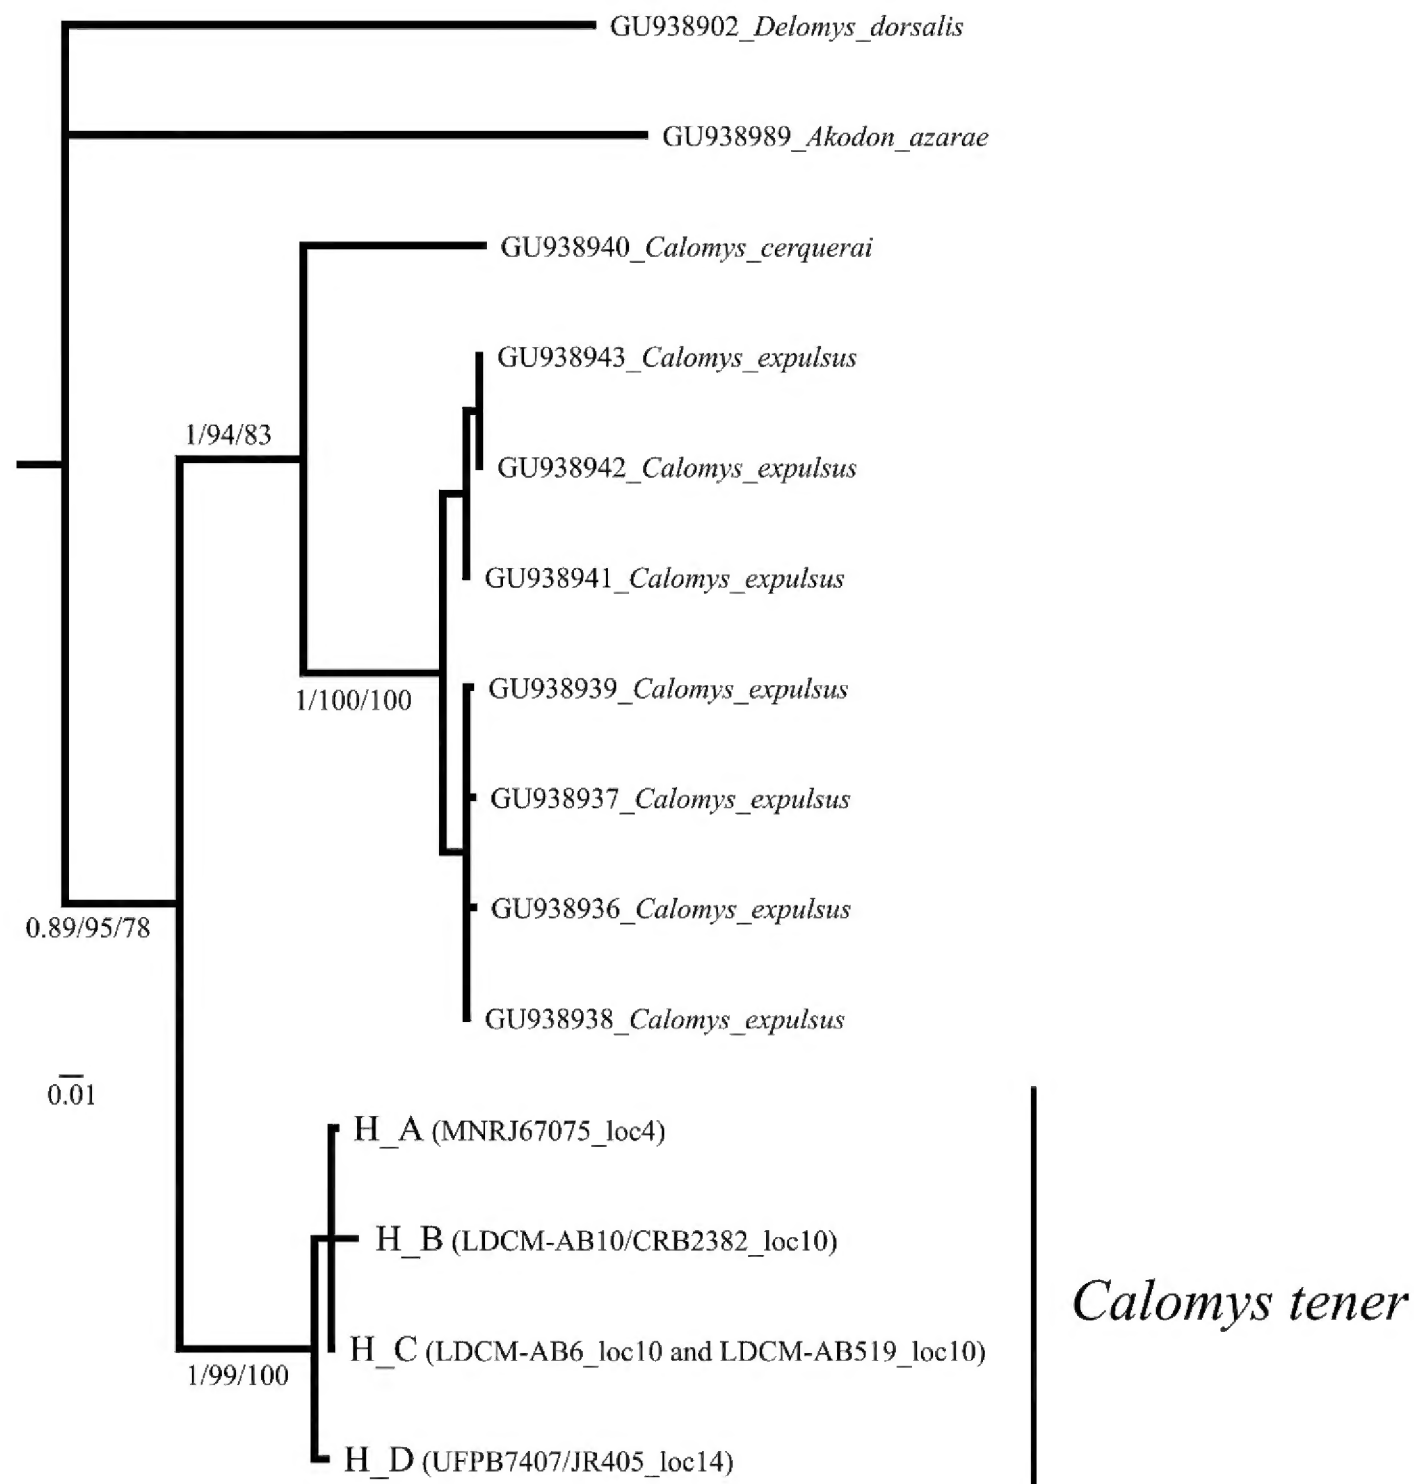 GU938902_Delomys_dorsalis
GU938989_Akodon_azarae
GU938940_Calomys_cerquerai
GU938943_Calomys_expulsus
1/94/83
GU938942_Calomys_expulsus
GU938941_Calomys_expulsus
GU938939_Calomys_expulsus
1/100/100
GU938937_Calomys_expulsus
GU938936_Calomys_expulsus
0.89/95/78
GU938938_Calomys_expulsus
0.01
H_A (MNRJ67075_loc4)
H_B (LDCM-AB10/CRB2382_loc10)
Calomys tener
H_C (LDCM-AB6_loc10 and LDCM-AB519_loc10)
1/99/100
H_D (UFPB7407/JR405_loc14)